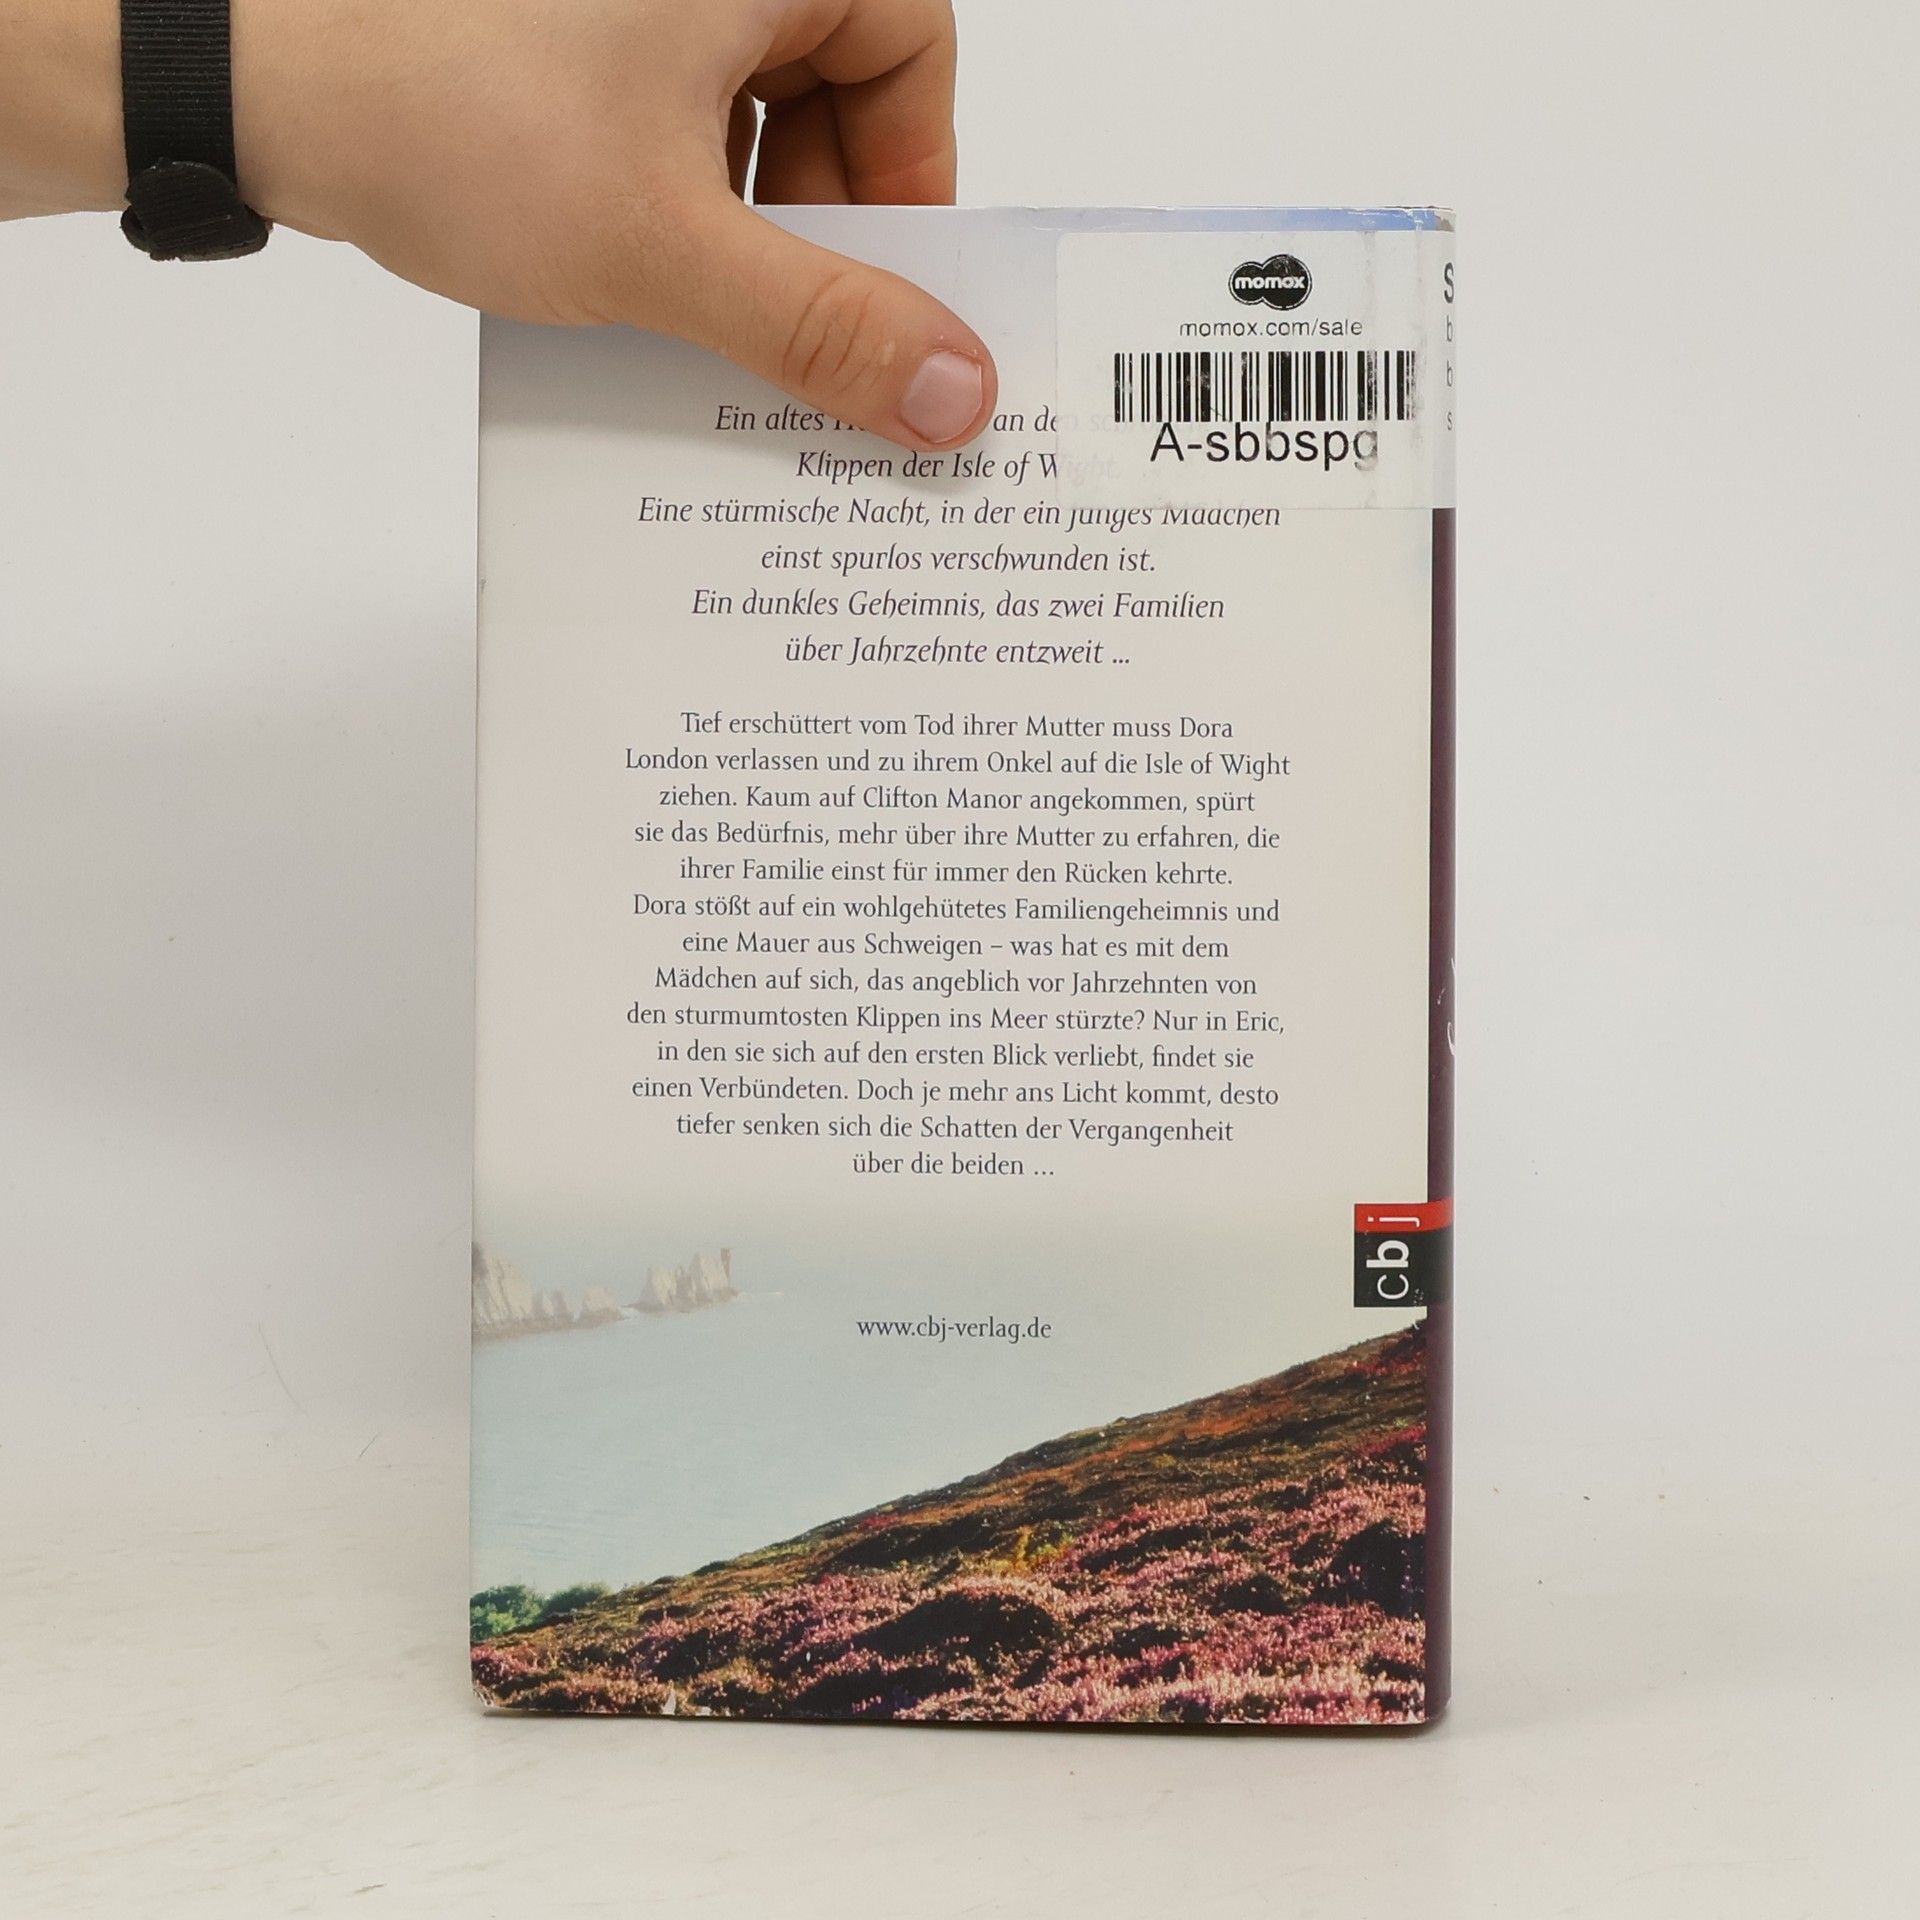 momox
momox.com/sale
A-sbbspg
Ein altes an
Klippen der Isle of Wight
Eine stürmische Nacht, in der ein junges Mädchen
einst spurlos verschwunden ist.
Ein dunkles Geheimnis, das zwei Familien
über Jahrzehnte entzweit ...
Tief erschüttert vom Tod ihrer Mutter muss Dora
London verlassen und zu ihrem Onkel auf die Isle of Wight
ziehen. Kaum auf Clifton Manor angekommen, spürt
sie das Bedürfnis, mehr über ihre Mutter zu erfahren, die
ihrer Familie einst für immer den Rücken kehrte.
Dora stößt auf ein wohlgehütetes Familiengeheimnis und
eine Mauer aus Schweigen – was hat es mit dem
Mädchen auf sich, das angeblich vor Jahrzehnten von
den sturmumtosten Klippen ins Meer stürzte? Nur in Eric,
in den sie sich auf den ersten Blick verliebt, findet sie
einen Verbündeten. Doch je mehr ans Licht kommt, desto
tiefer senken sich die Schatten der Vergangenheit
über die beiden ...
cbj
www.cbj-verlag.de